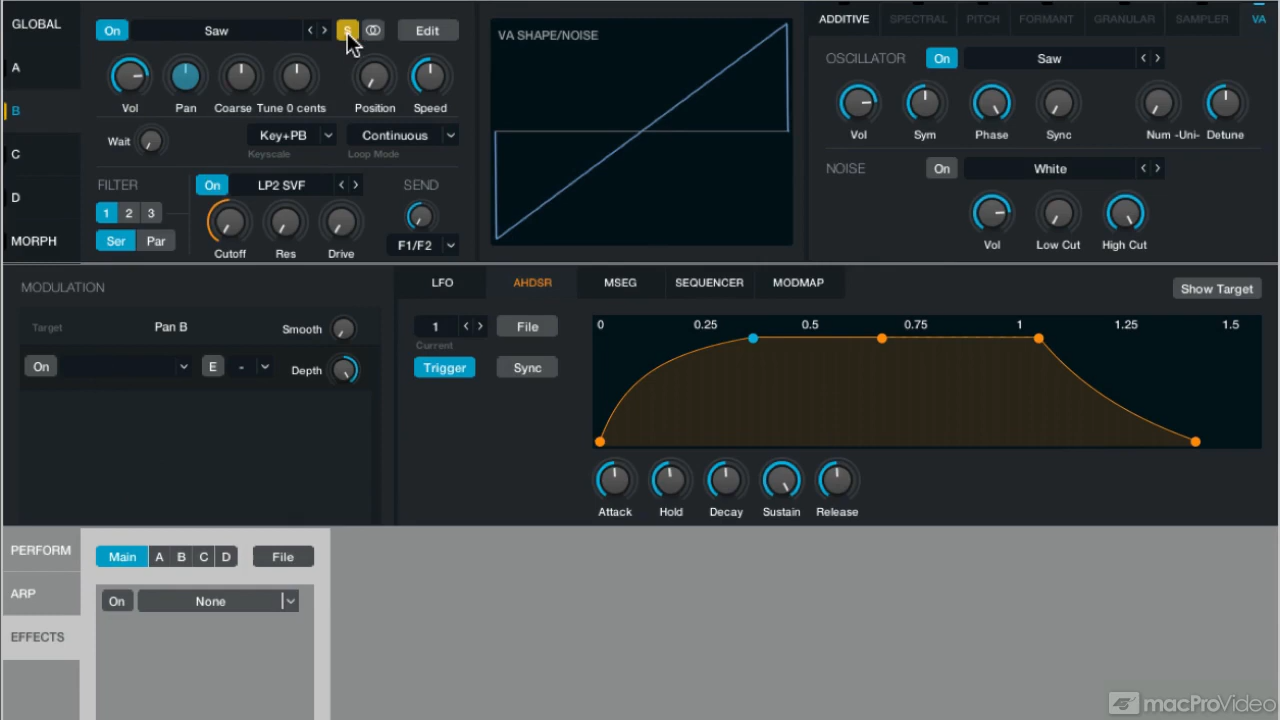 GLOBAL
On Saw < > S Edit
VA SHAPE/NOISE
ADDITIVE SPECTRAL PITCH FORMANT GRANULAR SAMPLER VA
OSCILLATOR On Saw < >
A
B
C
D
MORPH
Vol Pan Coarse Tune 0 cents Position Speed
Vol Sym Phase Sync Num -Uni- Detune
Wait Key+PB Continuous
Keyscale Loop Mode
NOISE On White < >
FILTER On LP2 SVF < > SEND
1 2 3
Ser Par
F1/F2
Cutoff Res Drive
Vol Low Cut High Cut
MODULATION
LFO AHDSR MSEG SEQUENCER MODMAP
Show Target
Target Pan B Smooth
On E - Depth
1 < > File
Current
Trigger Sync
0 0.25 0.5 0.75 1 1.25 1.5
Attack Hold Decay Sustain Release
PERFORM
ARP
EFFECTS
Main A B C D File
On None
macProVideo